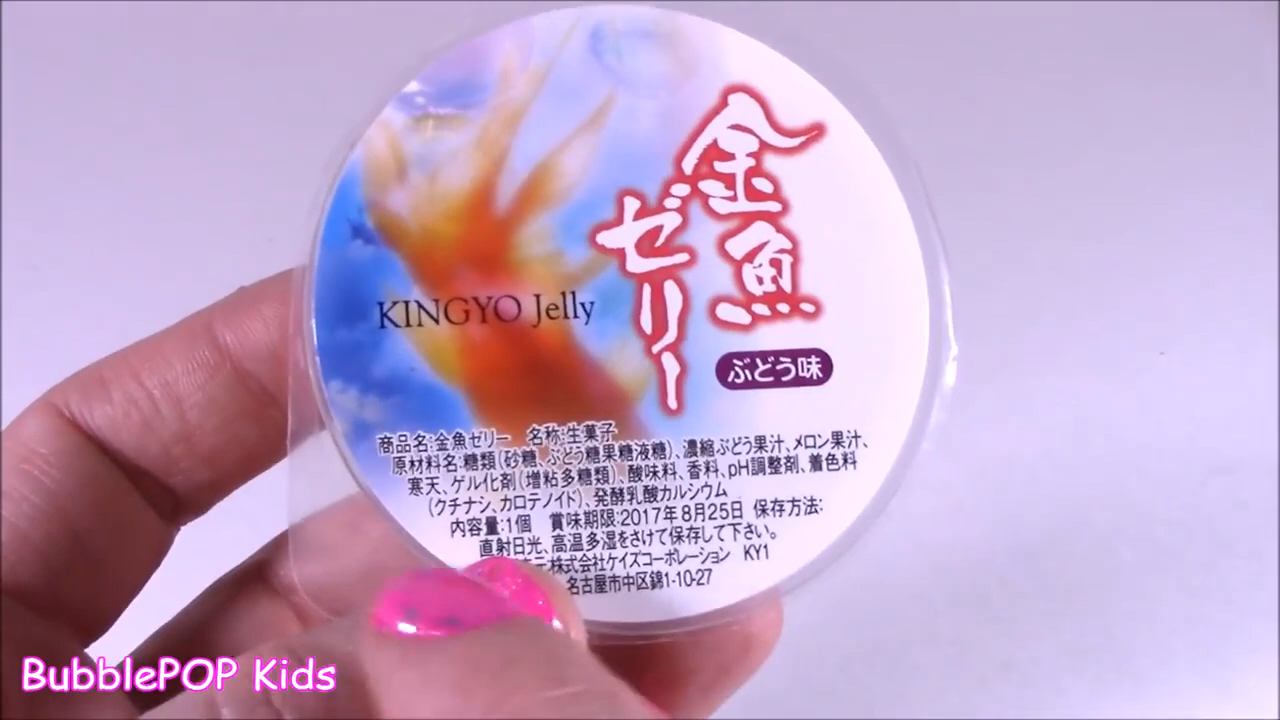 金魚
ゼリー
KINGYO Jelly
ぶどう味
商品名:金魚ゼリー 名称:生菓子
原材料名:糖類(砂糖、ぶどう糖果糖液糖)、濃縮ぶどう果汁、メロン果汁、
寒天、ゲル化剤(増粘多糖類)、酸味料、香料、pH調整剤、着色料
(クチナシ、カロテノイド)、発酵乳酸カルシウム
内容量:1個 賞味期限:2017年8月25日 保存方法:
直射日光、高温多湿をさけて保存して下さい。
株式会社ケイズコーポレーション KY1
名古屋市中区錦1-10-27
BubblePOP Kids